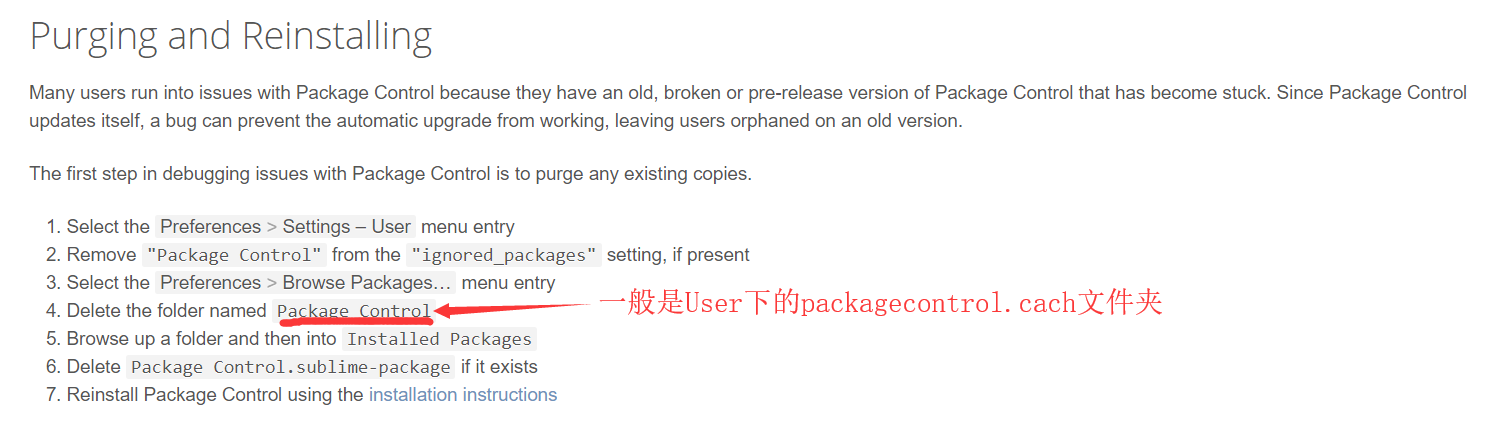 Purging and Reinstalling
Many users run into issues with Package Control because they have an old, broken or pre-release version of Package Control that has become stuck. Since Package Control
updates itself, a bug can prevent the automatic upgrade from working, leaving users orphaned on an old version.
The first step in debugging issues with Package Control is to purge any existing copies.
1. Select the Preferences > Settings – User menu entry
2. Remove "Package Control" from the "ignored_packages" setting, if present
3. Select the Preferences > Browse Packages… menu entry
4. Delete the folder named Package Control 一般是User下的packagecontrol.cach文件夹
5. Browse up a folder and then into Installed Packages
6. Delete Package Control.sublime-package if it exists
7. Reinstall Package Control using the installation instructions